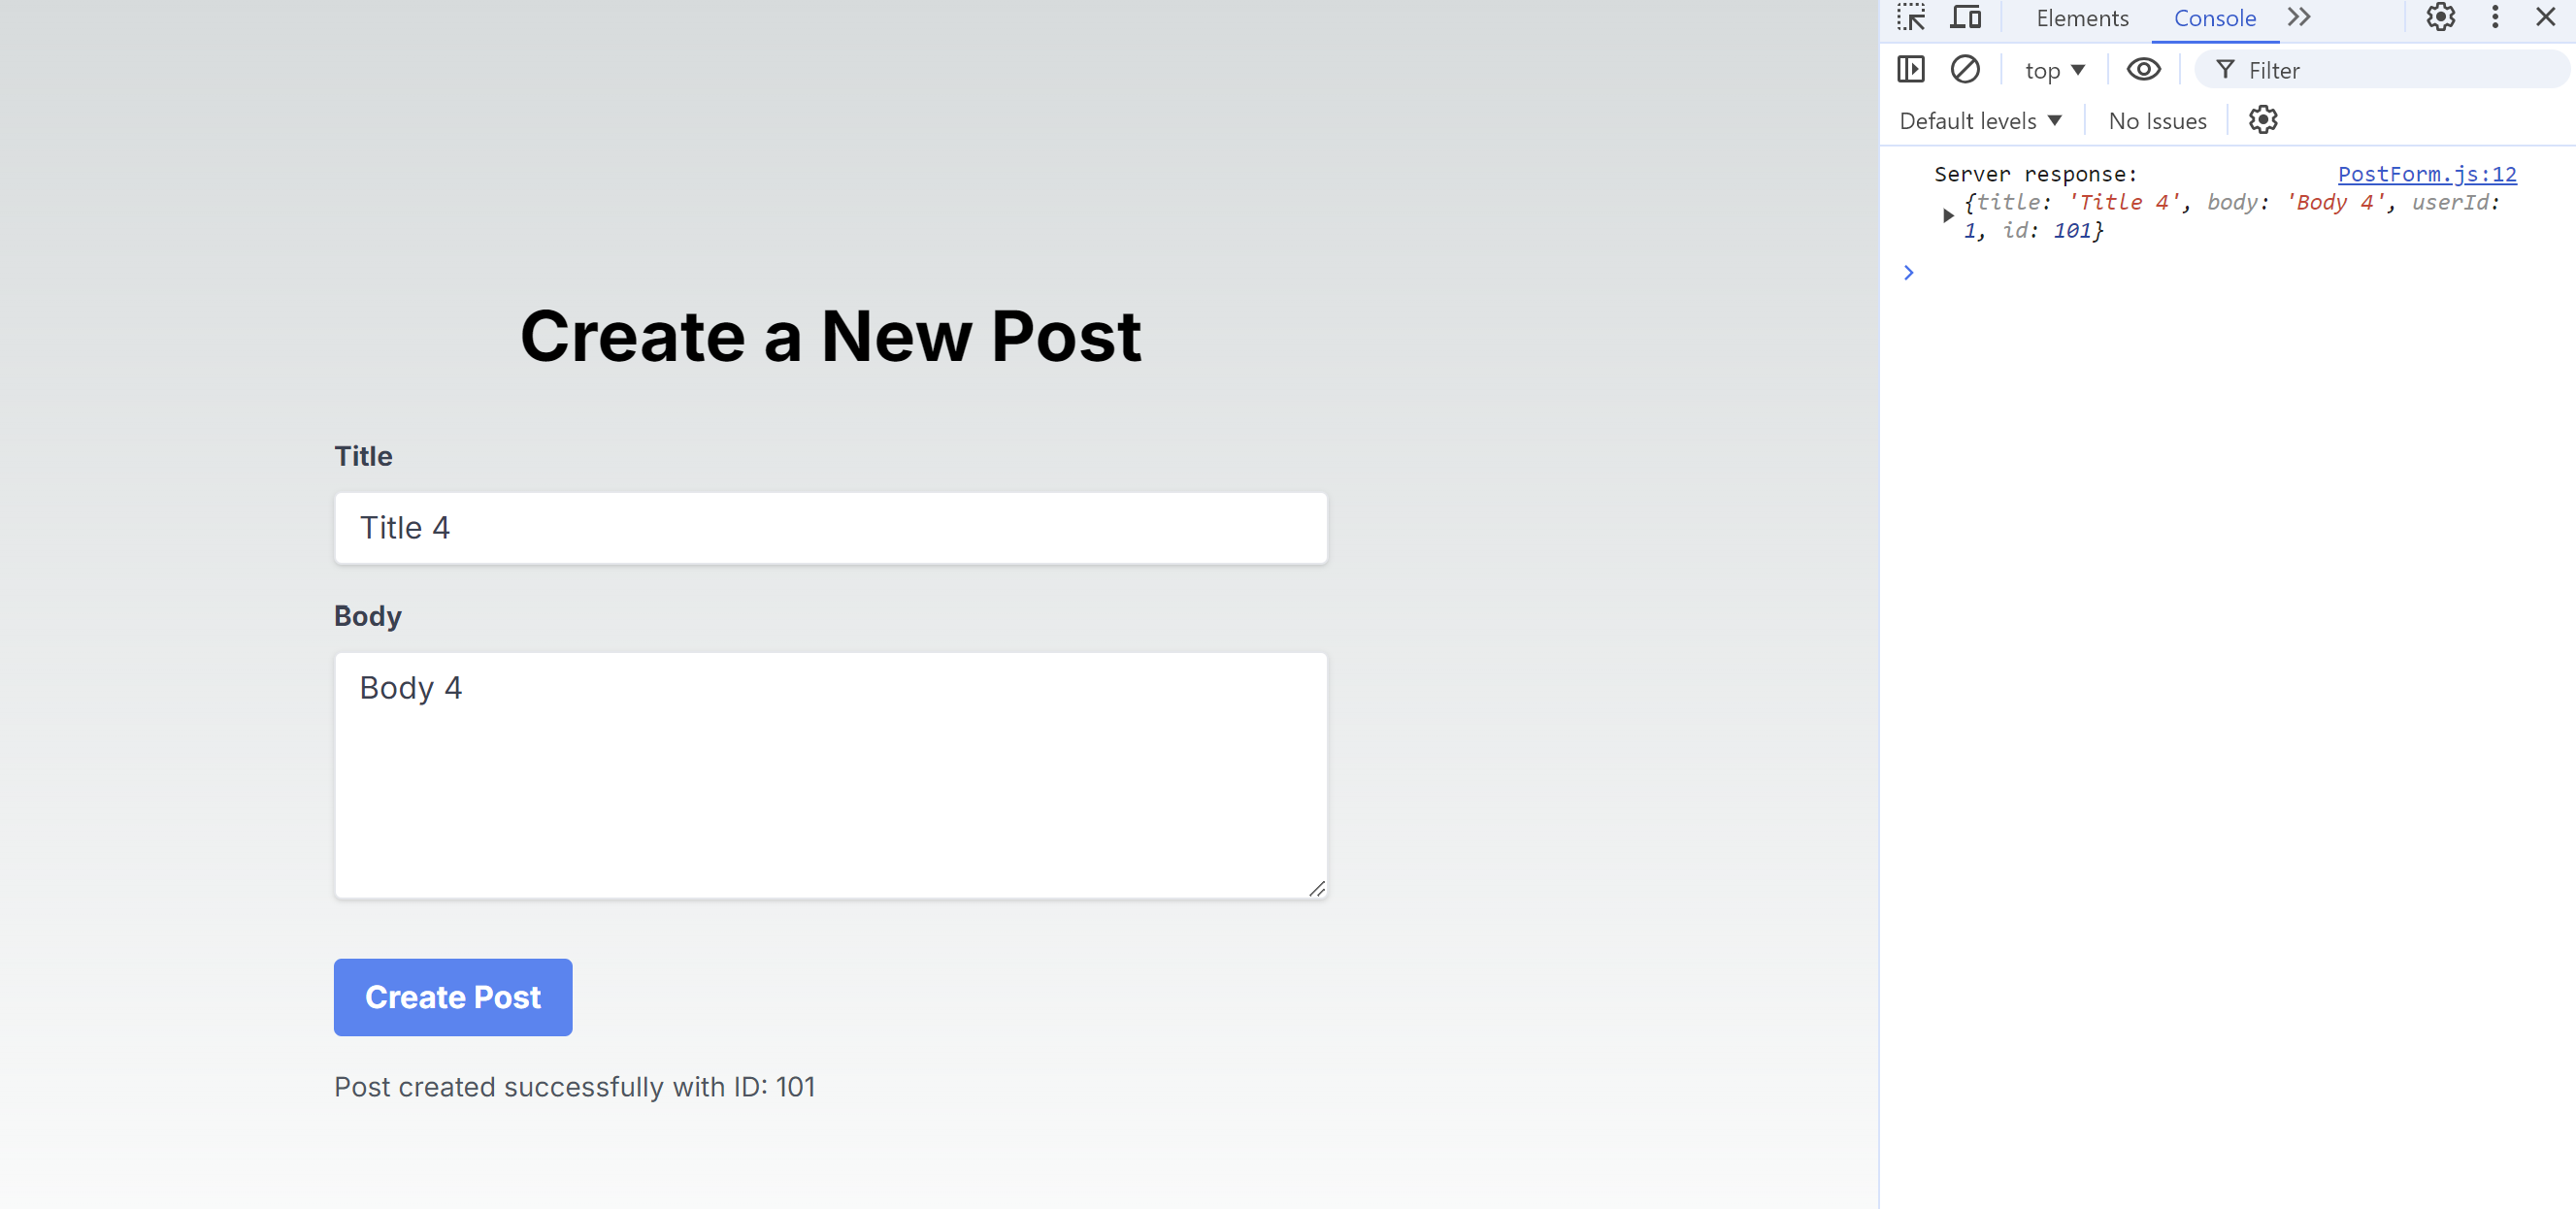 Create a New Post
Title
Title 4
Body
Body 4
Create Post
Post created successfully with ID: 101
Elements Console
top Filter
Default levels No Issues
Server response: PostForm.js:12
{title: 'Title 4', body: 'Body 4', userId:
1, id: 101}